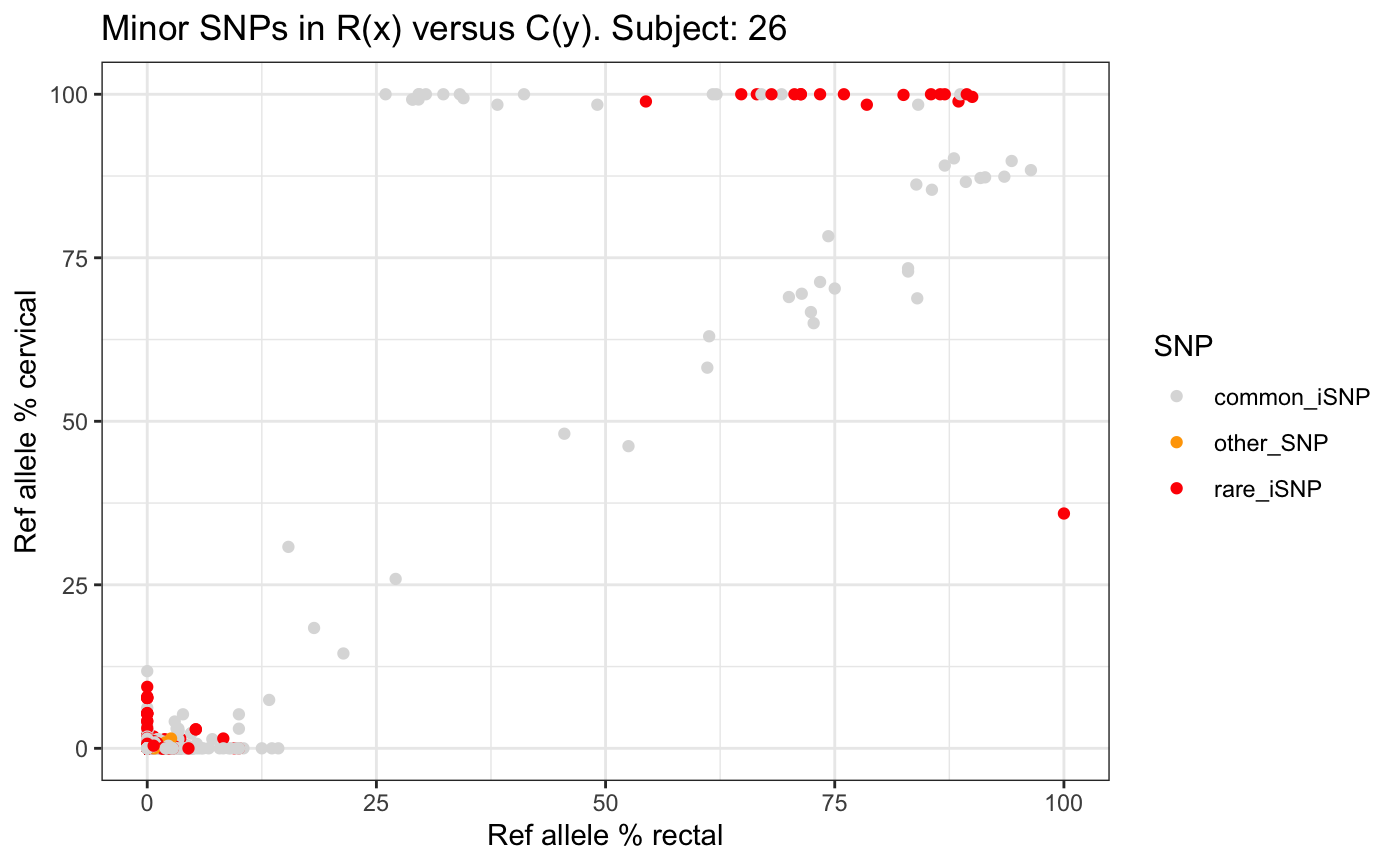 Minor SNPs in R(x) versus C(y). Subject: 26
100
75
50
25
0
Ref allele % cervical
0 25 50 75 100
Ref allele % rectal
SNP
common_iSNP
other_SNP
rare_iSNP